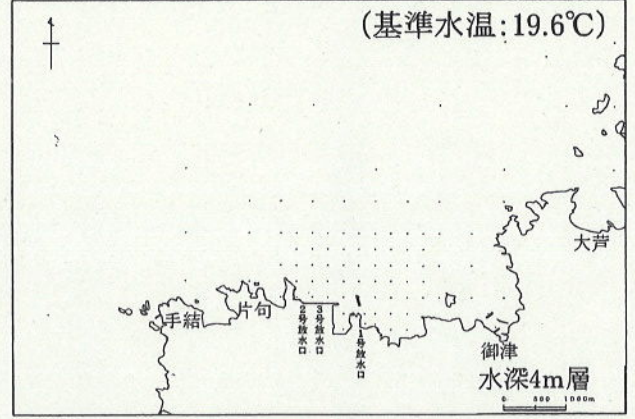 (基準水温:19.6℃)
大芦
片句
手結
2号放水口
3号放水口
1号放水口
御津
水深4m層
0 500 1000m